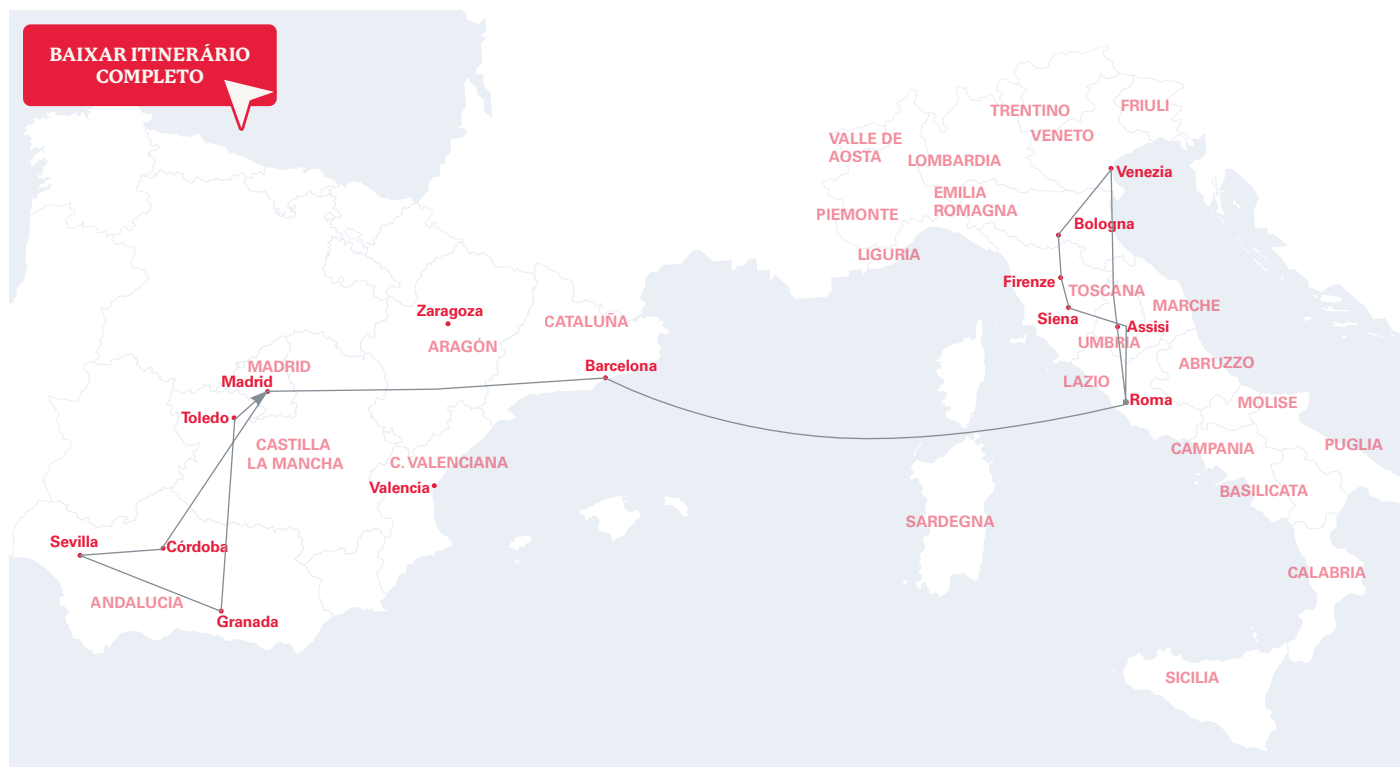 BAIXAR ITINERÁRIO
COMPLETO
TRENTINO
FRIULI
VENETO
VALLE DE
AOSTA
LOMBARDIA
Venezia
EMILIA
ROMAGNA
PIEMONTE
Bologna
LIGURIA
Firenze
TOSCANA
MARCHE
Zaragoza
CATALUÑA
Siena
Assisi
ARAGÓN
UMBRIA
MADRID
Barcelona
ABRUZZO
Madrid
LAZIO
Roma
MOLISE
Toledo
CASTILLA
LA MANCHA
C. VALENCIANA
CAMPANIA
PUGLIA
Valencia
BASILICATA
SARDEGNA
Sevilla
Córdoba
CALABRIA
ANDALUCIA
Granada
SICILIA